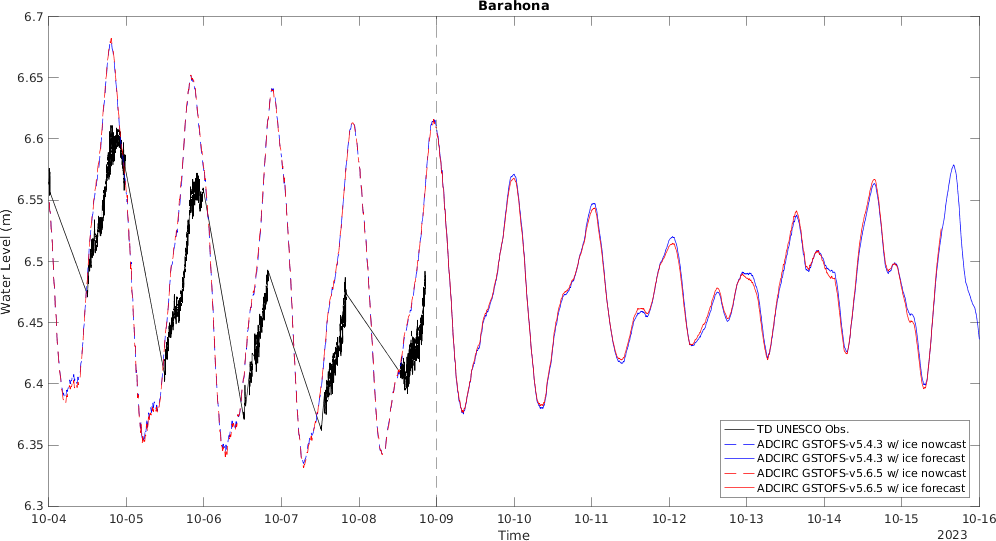 Barahona
6.7
6.65
6.6
6.55
6.5
6.45
6.4
6.35
6.3
Water Level (m)
TD UNESCO Obs.
ADCIRC GSTOFS-v5.4.3 w/ ice nowcast
ADCIRC GSTOFS-v5.4.3 w/ ice forecast
ADCIRC GSTOFS-v5.6.5 w/ ice nowcast
ADCIRC GSTOFS-v5.6.5 w/ ice forecast
10-04 10-05 10-06 10-07 10-08 10-09 10-10 10-11 10-12 10-13 10-14 10-15 10-16
Time
2023